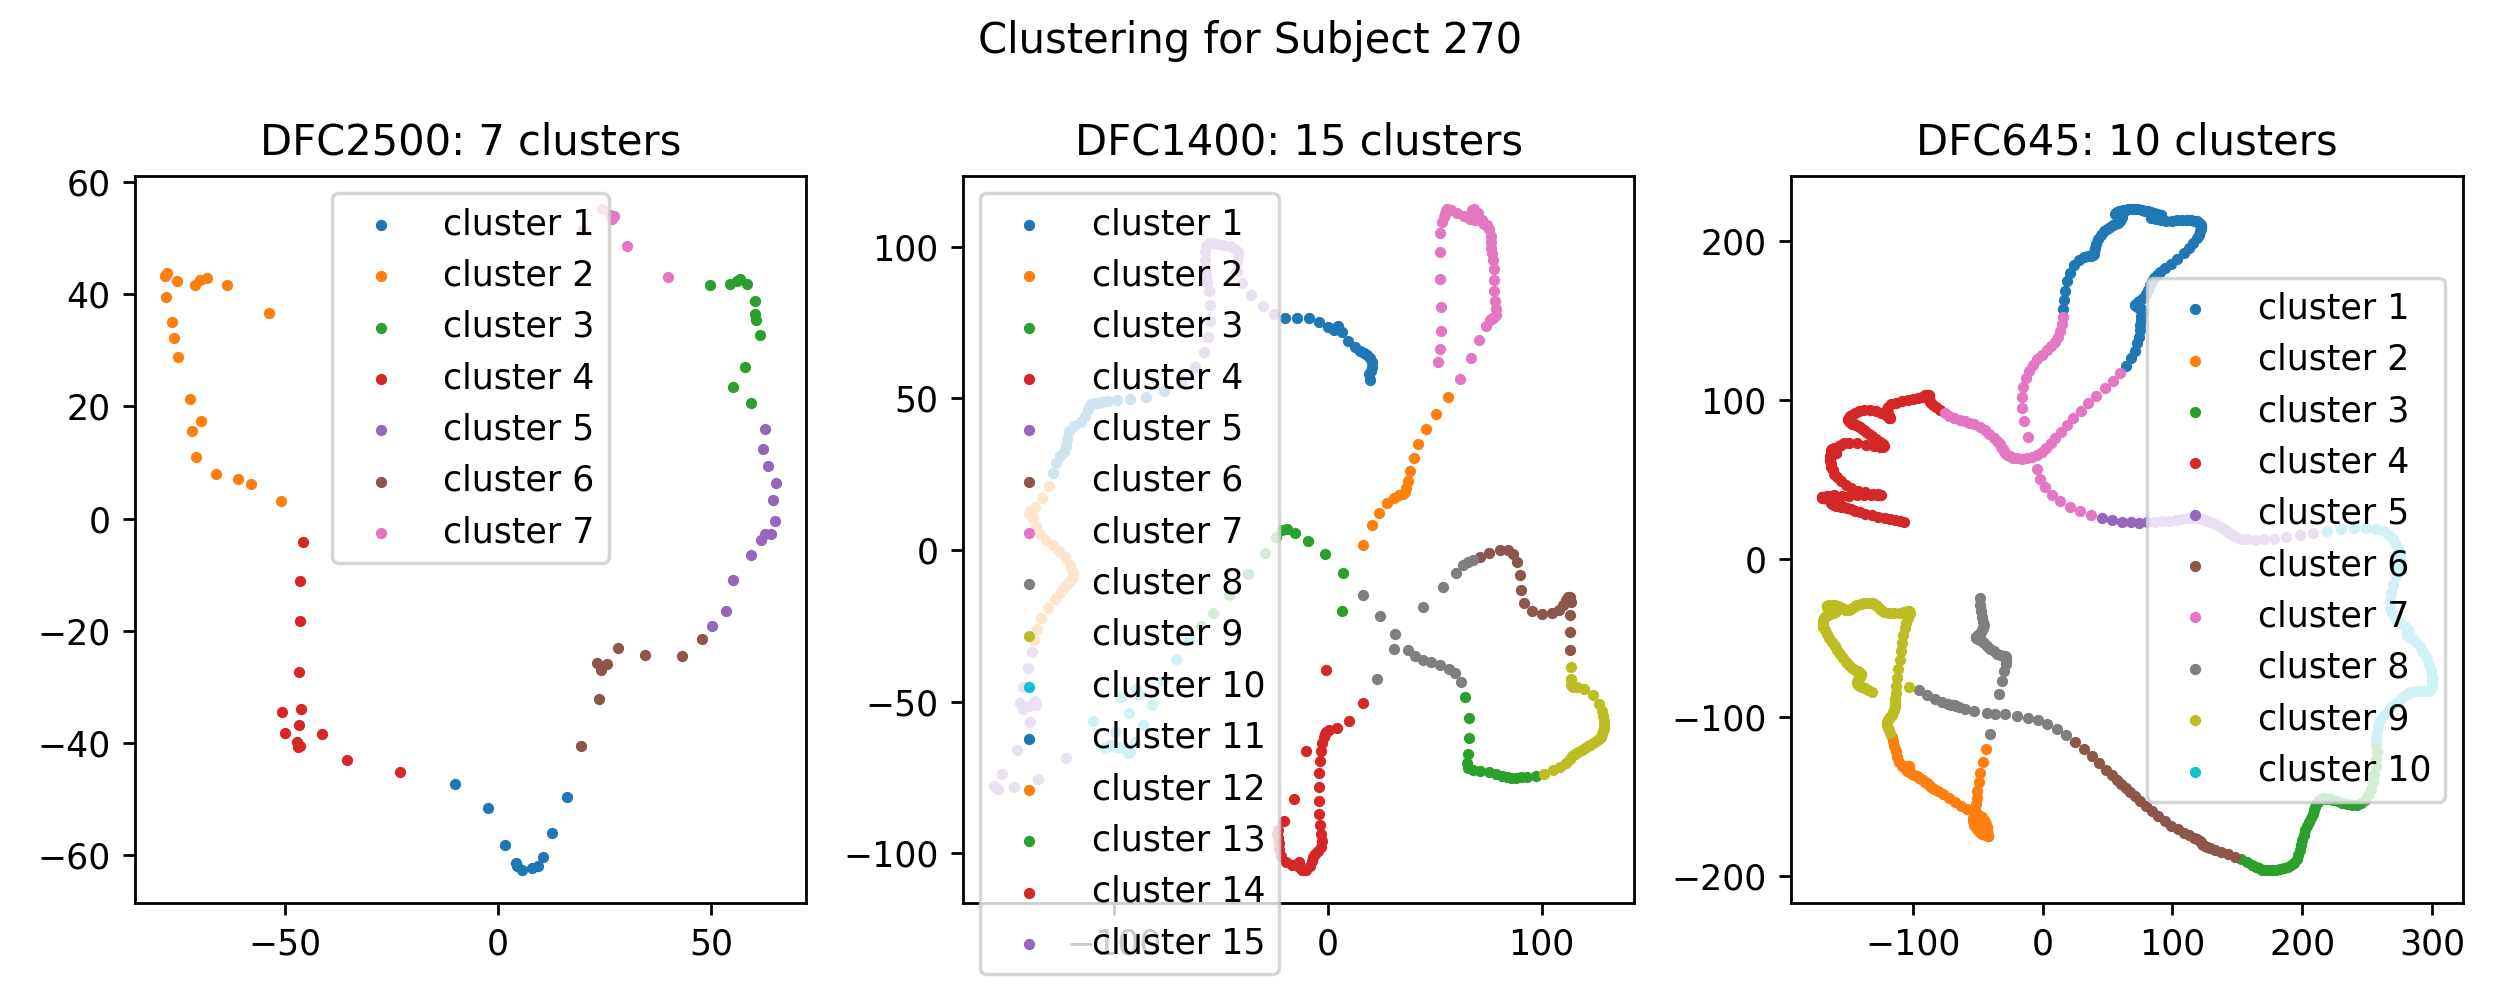 Clustering for Subject 270
DFC2500: 7 clusters
60
40
20
0
−20
−40
−60
−50
0
50
cluster 1
cluster 2
cluster 3
cluster 4
cluster 5
cluster 6
cluster 7
DFC1400: 15 clusters
100
50
0
−50
−100
−100
0
100
cluster 1
cluster 2
cluster 3
cluster 4
cluster 5
cluster 6
cluster 7
cluster 8
cluster 9
cluster 10
cluster 11
cluster 12
cluster 13
cluster 14
cluster 15
DFC645: 10 clusters
200
100
0
−100
−200
−100
0
100
200
300
cluster 1
cluster 2
cluster 3
cluster 4
cluster 5
cluster 6
cluster 7
cluster 8
cluster 9
cluster 10